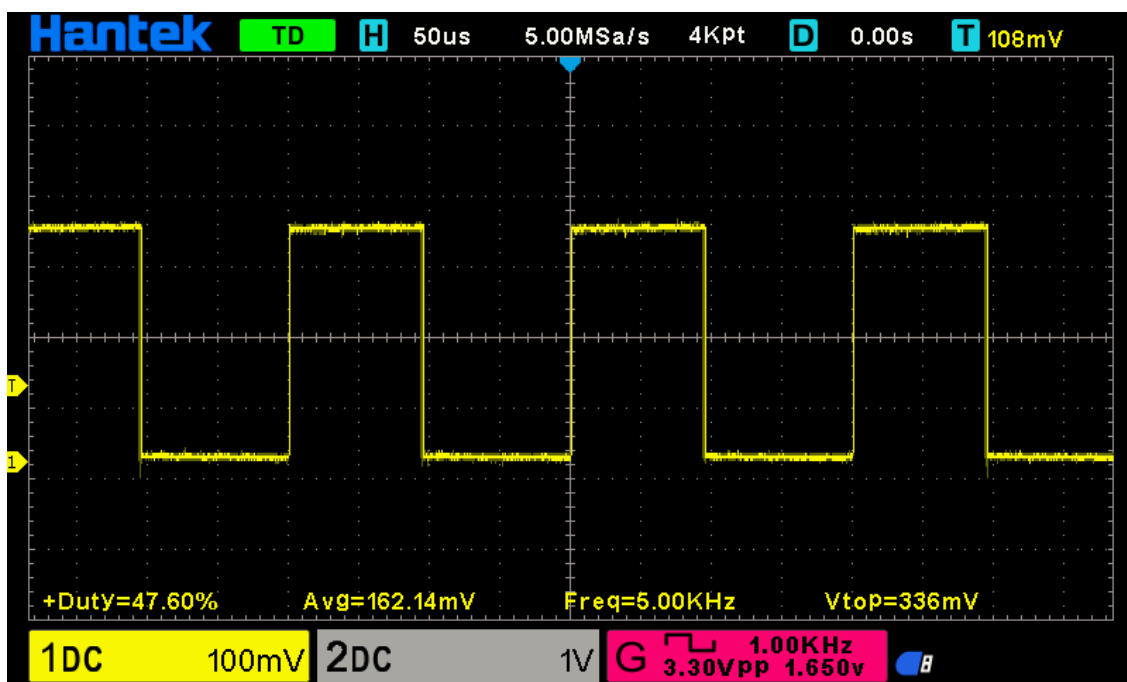 Hantek TD H 50us 5.00MSa/s 4Kpt D 0.00s T 108mV
T
1
+Duty=47.60% Avg=162.14mV Freq=5.00KHz Vtop=336mV
1DC 100mV 2DC 1V G 1.00KHz
3.30Vpp 1.650v